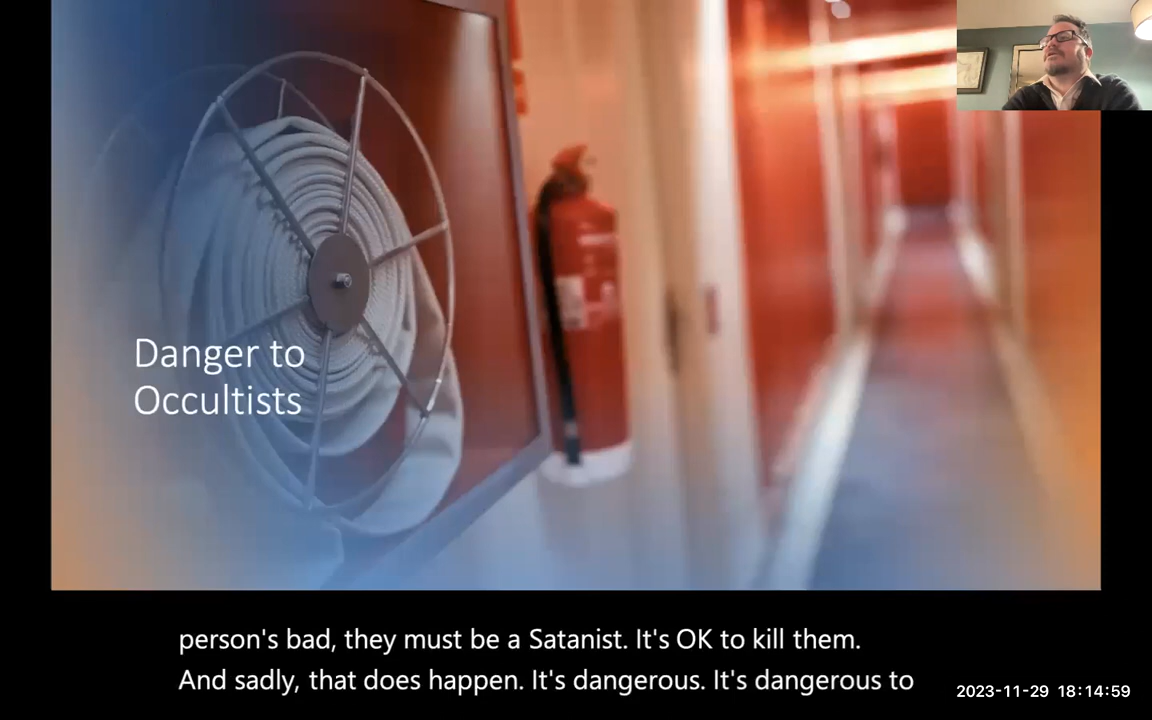 Danger to
Occultists
person's bad, they must be a Satanist. It's OK to kill them.
And sadly, that does happen. It's dangerous. It's dangerous to
2023-11-29 18:14:59